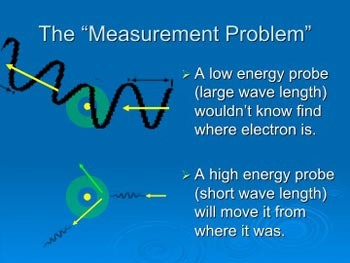 The “Measurement Problem”
A low energy probe
(large wave length)
wouldn’t know find
where electron is.
A high energy probe
(short wave length)
will move it from
where it was.